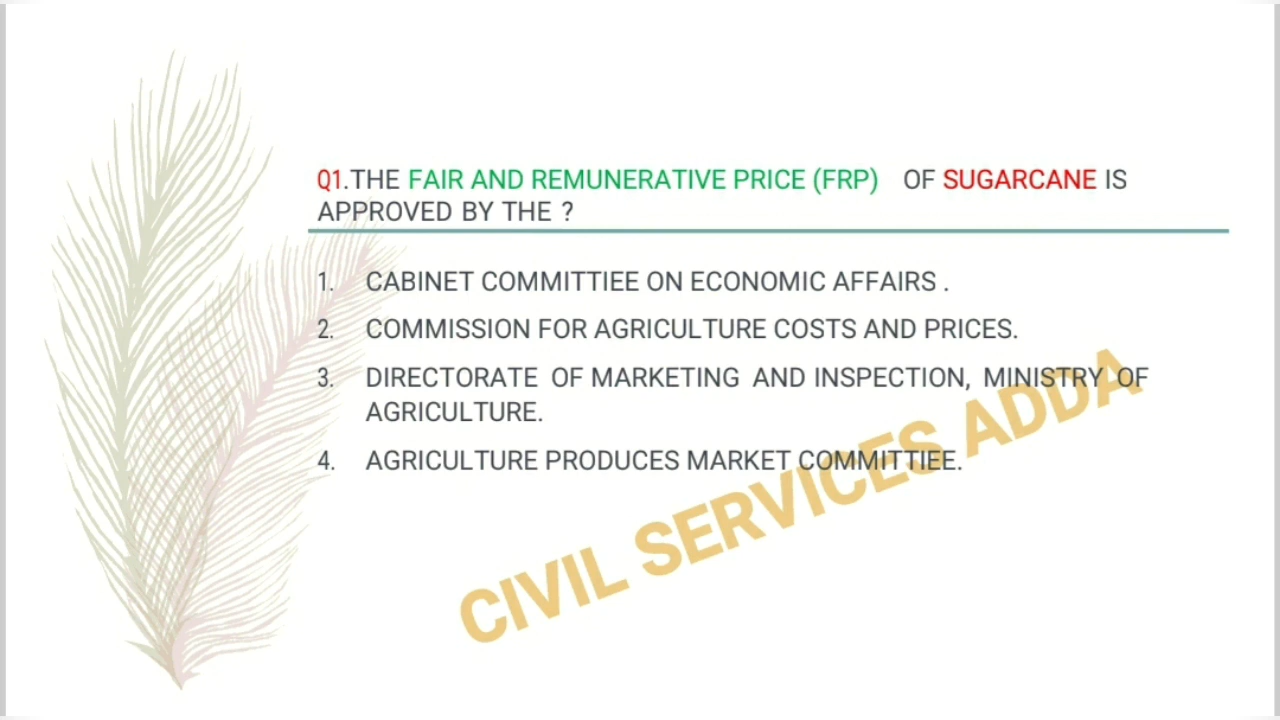 Q1.THE FAIR AND REMUNERATIVE PRICE (FRP) OF SUGARCANE IS
APPROVED BY THE ?
1. CABINET COMMITTIEE ON ECONOMIC AFFAIRS .
2. COMMISSION FOR AGRICULTURE COSTS AND PRICES.
3. DIRECTORATE OF MARKETING AND INSPECTION, MINISTRY OF
AGRICULTURE.
4. AGRICULTURE PRODUCES MARKET COMMITTIEE.
CIVIL SERVICES ADDA